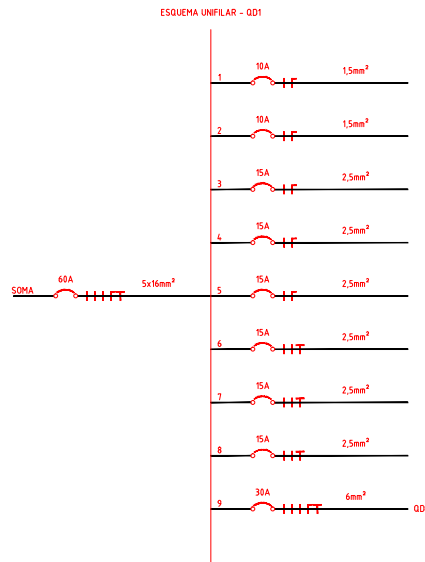 ESQUEMA UNIFILAR - QD1
10A
1,5mm²
1
10A
1,5mm²
2
15A
2,5mm²
3
15A
2,5mm²
4
SOMA
60A
5x16mm²
15A
2,5mm²
5
15A
2,5mm²
6
15A
2,5mm²
7
15A
2,5mm²
8
30A
6mm²
9
QD